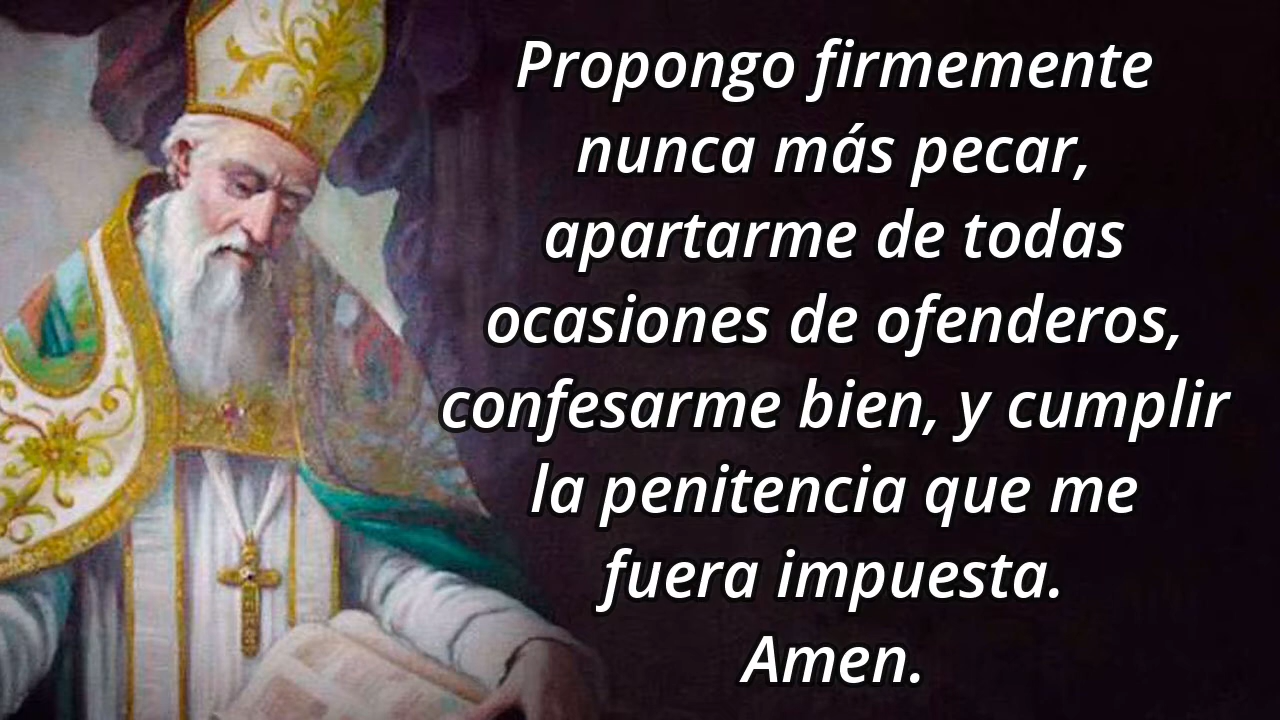 Propongo firmemente
nunca más pecar,
apartarme de todas
ocasiones de ofenderos,
confesarme bien, y cumplir
la penitencia que me
fuera impuesta.
Amen.